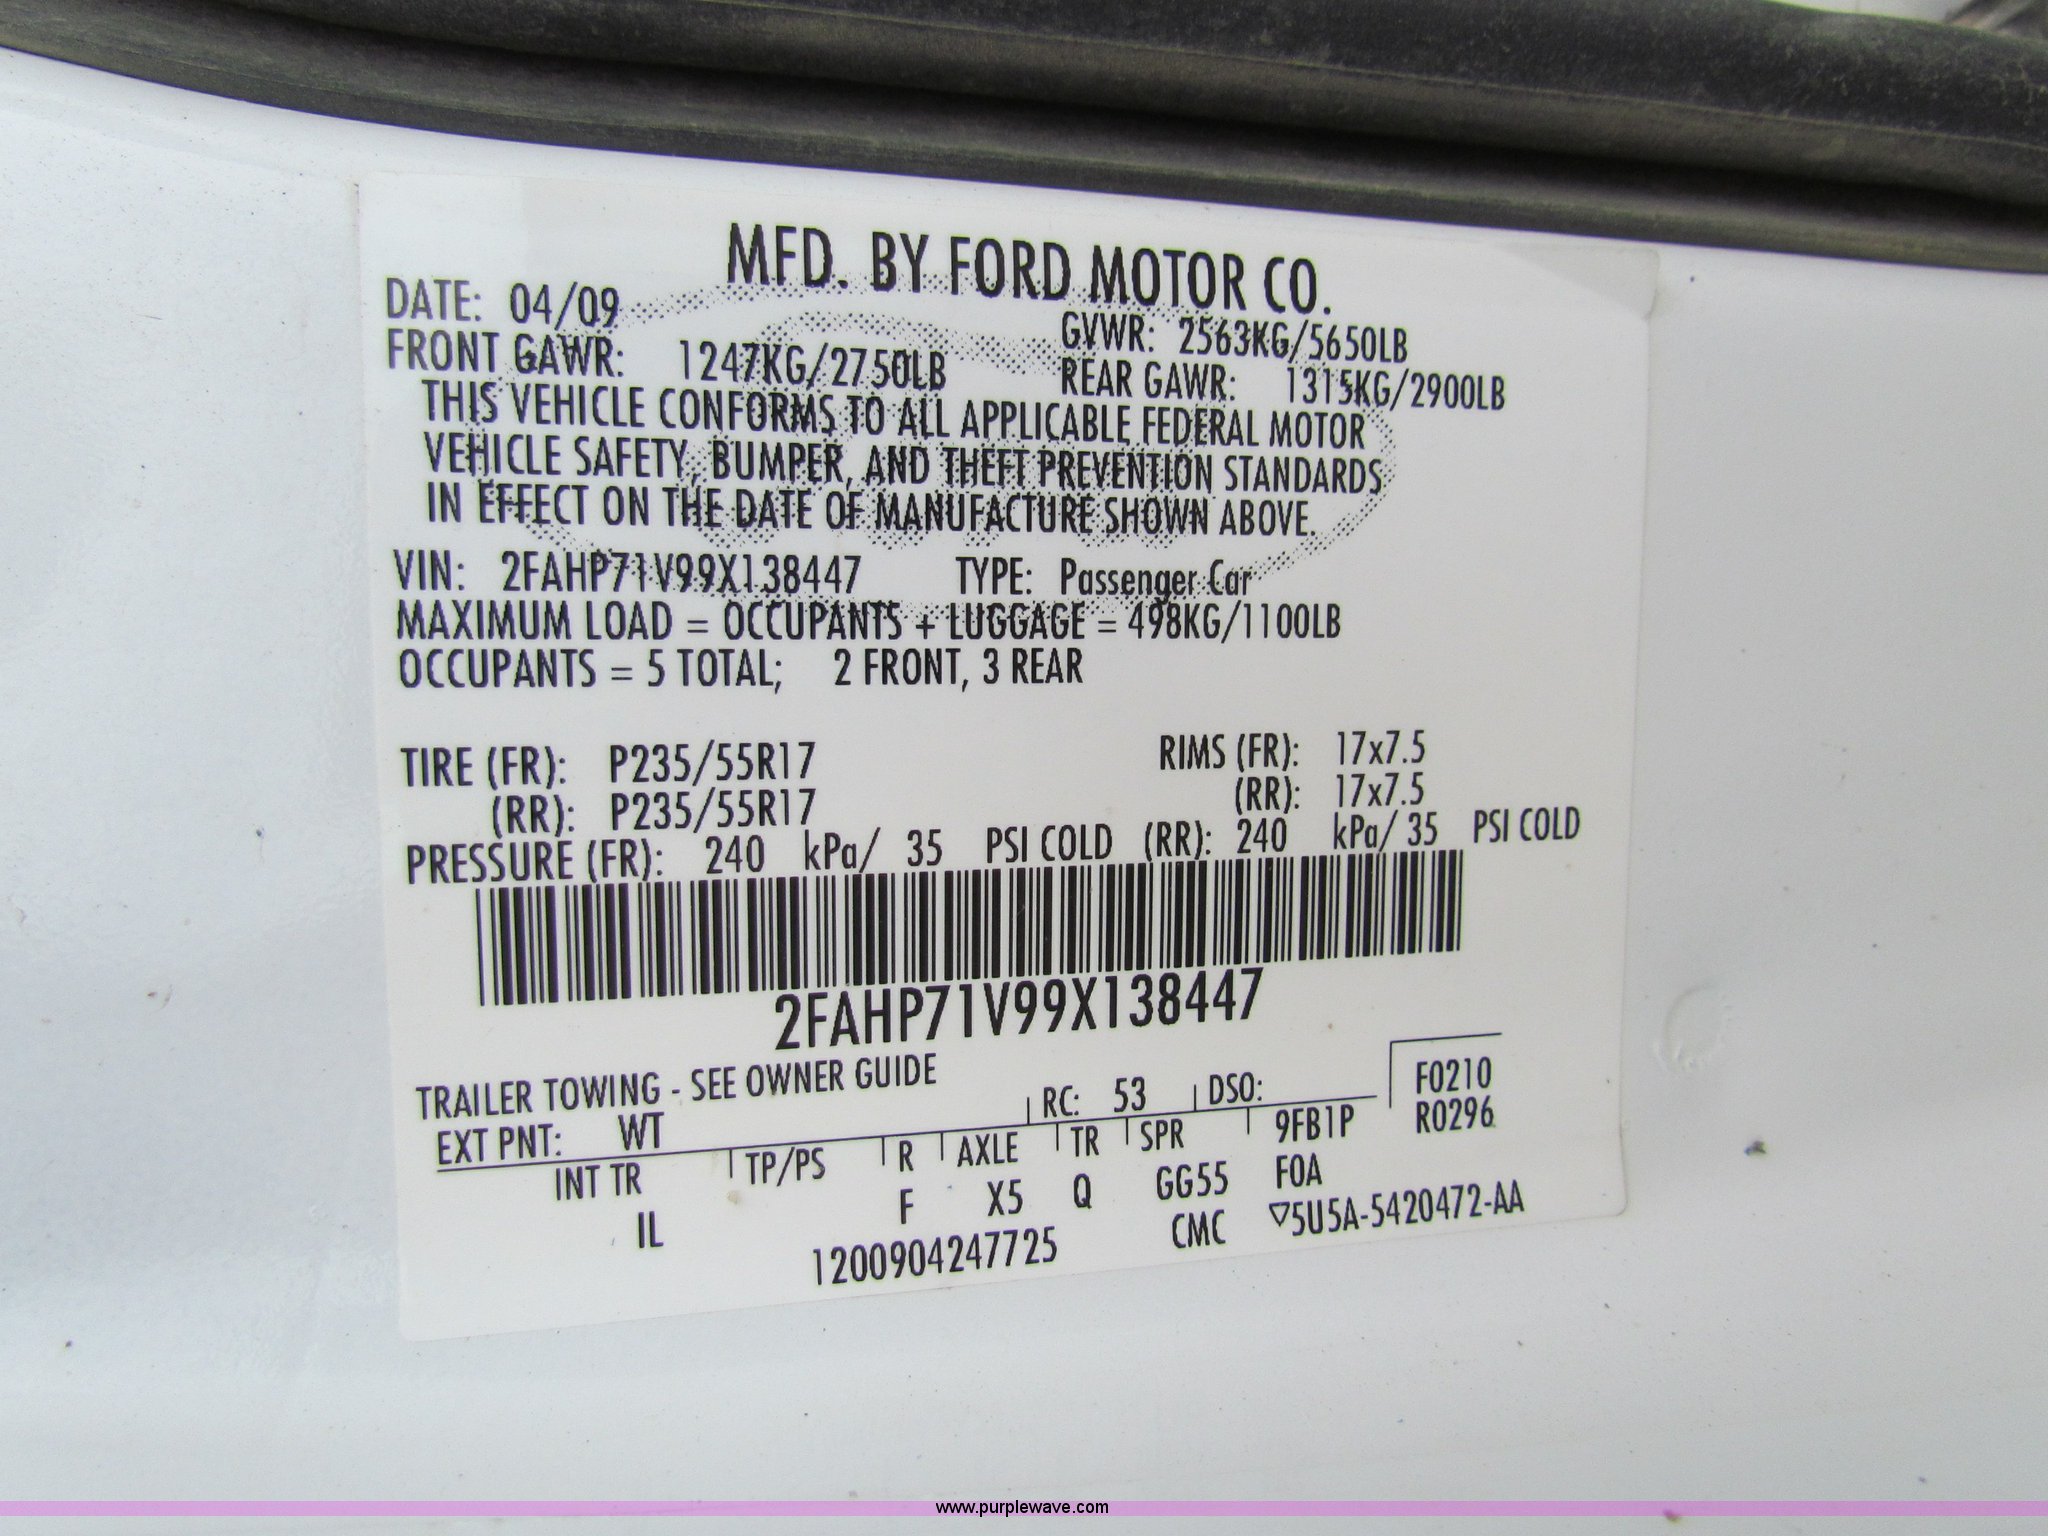 MFD. BY FORD MOTOR CO.
DATE: 04/09
GVWR: 2563KG/5650LB
FRONT GAWR: 1247KG/2750LB
REAR GAWR: 1315KG/2900LB
THIS VEHICLE CONFORMS TO ALL APPLICABLE FEDERAL MOTOR
VEHICLE SAFETY, BUMPER, AND THEFT PREVENTION STANDARDS
IN EFFECT ON THE DATE OF MANUFACTURE SHOWN ABOVE.
VIN: 2FAHP71V99X138447 TYPE: Passenger Car
MAXIMUM LOAD = OCCUPANTS + LUGGAGE = 498KG/1100LB
OCCUPANTS = 5 TOTAL; 2 FRONT, 3 REAR
TIRE (FR): P235/55R17 RIMS (FR): 17x7.5
(RR): P235/55R17 (RR): 17x7.5
PRESSURE (FR): 240 kPa/ 35 PSI COLD (RR): 240 kPa/ 35 PSI COLD
2FAHP71V99X138447
TRAILER TOWING - SEE OWNER GUIDE
EXT PNT: WT RC: 53 DSO: F0210
R0296
INT TR TP/PS R AXLE TR SPR 9FB1P
IL F X5 Q GG55 FOA
1200904247725 CMC ▽5U5A-5420472-AA
www.purplewave.com